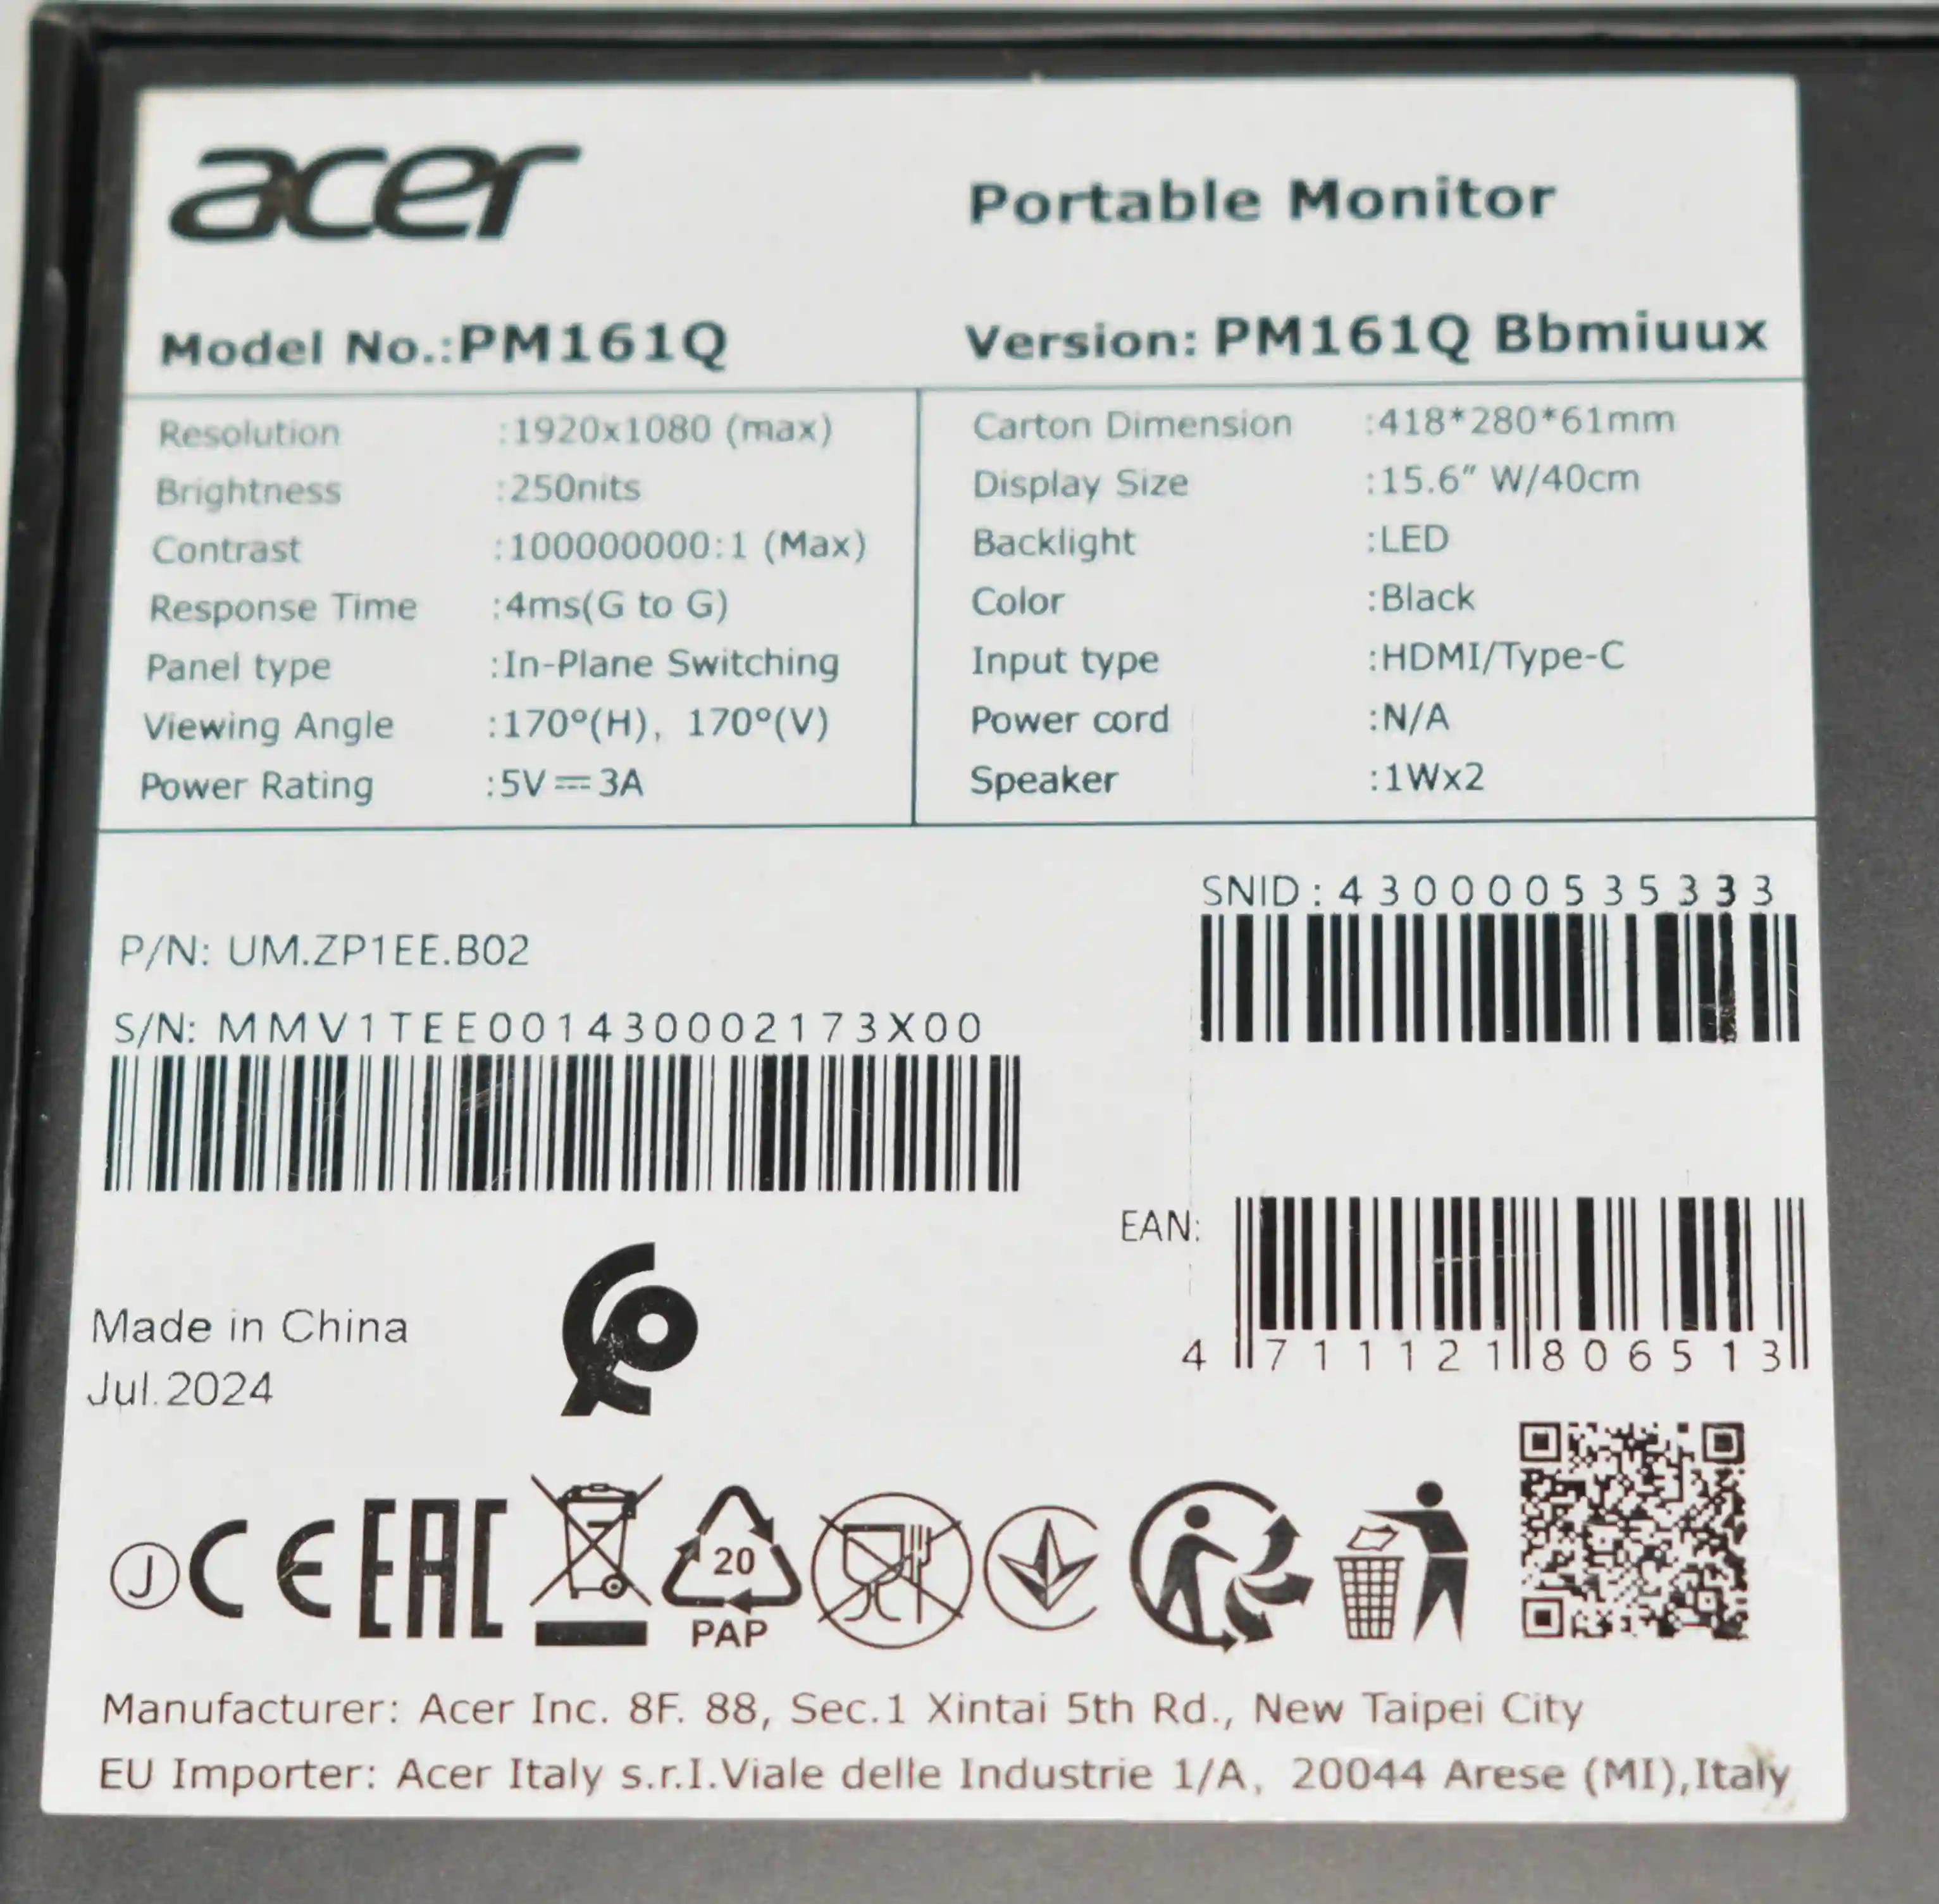 acer
Portable Monitor
Model No.:PM161Q
Version: PM161Q Bbmiuux
Resolution :1920x1080 (max)
Brightness :250nits
Contrast :100000000:1 (Max)
Response Time :4ms(G to G)
Panel type :In-Plane Switching
Viewing Angle :170°(H), 170°(V)
Power Rating :5V⎓3A
Carton Dimension :418*280*61mm
Display Size :15.6″ W/40cm
Backlight :LED
Color :Black
Input type :HDMI/Type-C
Power cord :N/A
Speaker :1Wx2
SNID:430000535333
P/N: UM.ZP1EE.B02
S/N: MMV1TEE001430002173X00
EAN:
4 711121 806513
Made in China
Jul.2024
J CE EAC
20
PAP
Manufacturer: Acer Inc. 8F. 88, Sec.1 Xintai 5th Rd., New Taipei City
EU Importer: Acer Italy s.r.I.Viale delle Industrie 1/A, 20044 Arese (MI),Italy